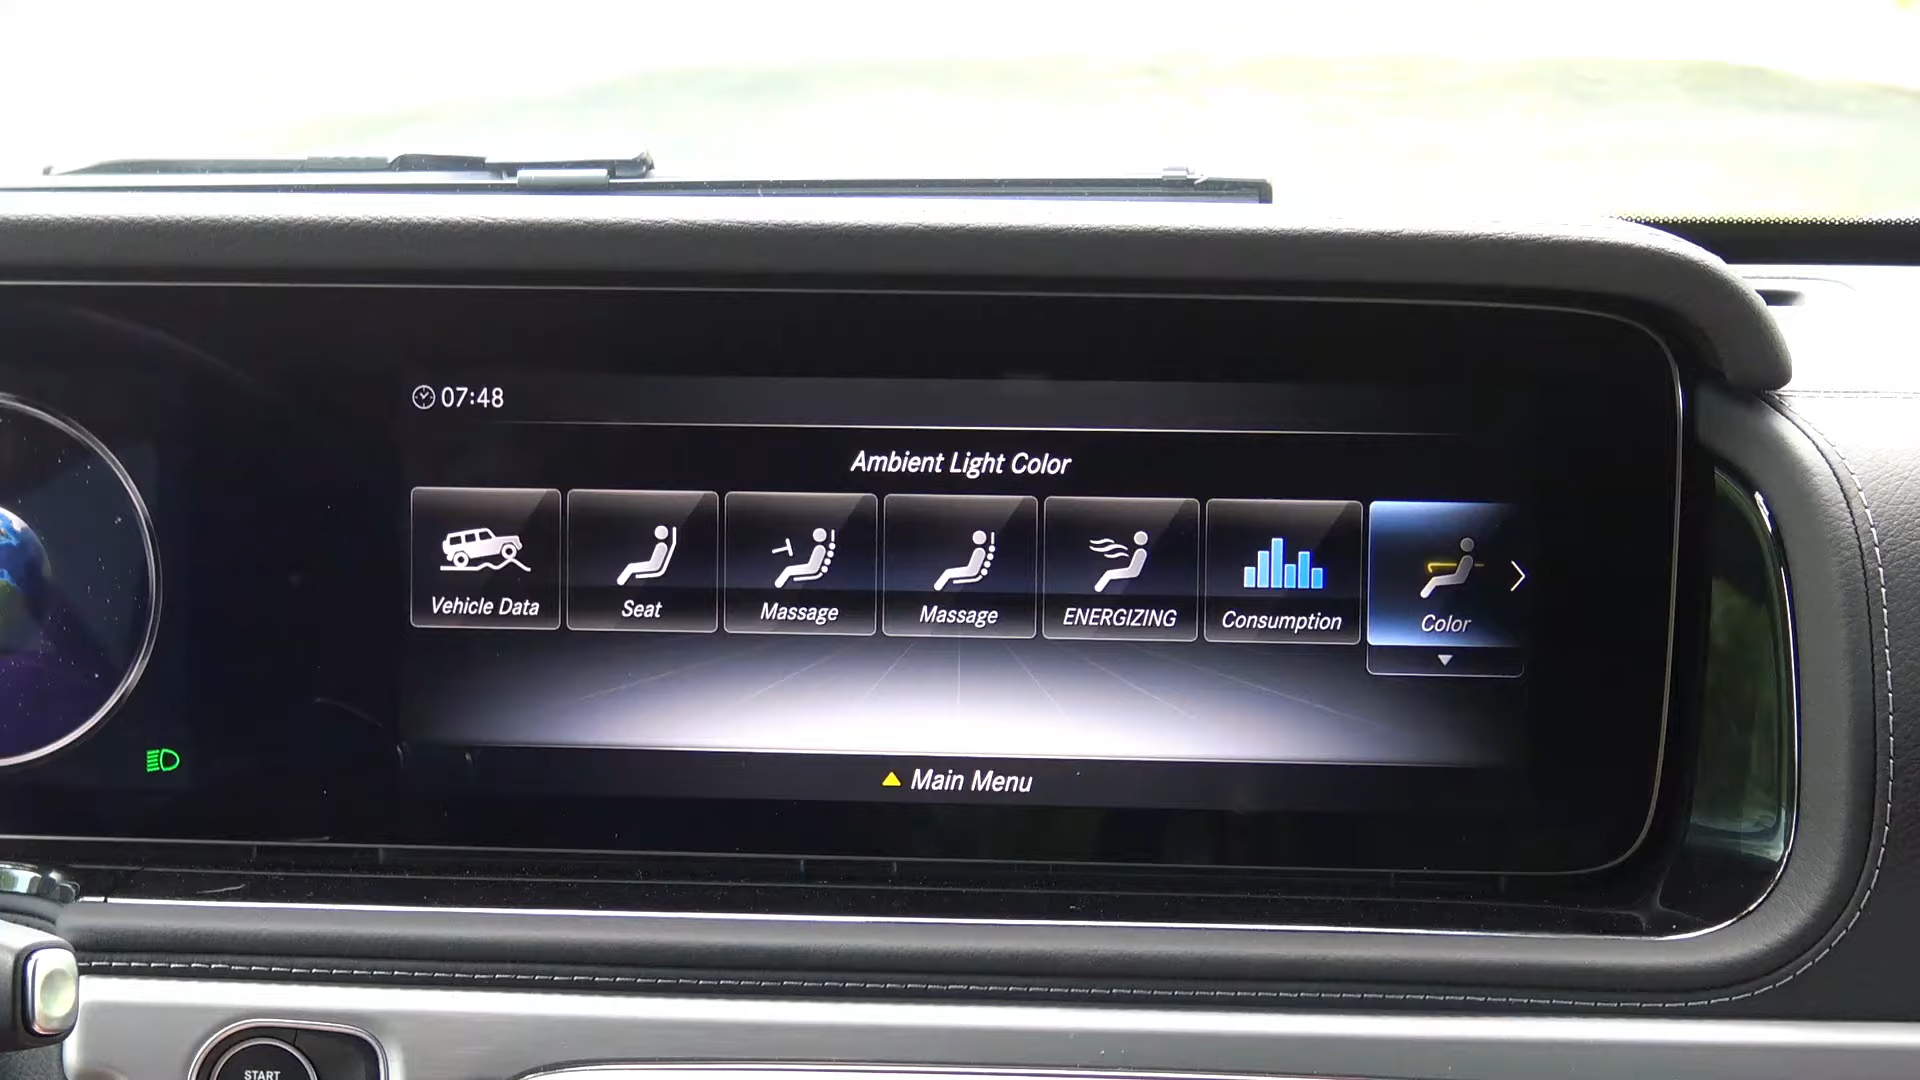 07:48
Ambient Light Color
Vehicle Data
Seat
Massage
Massage
ENERGIZING
Consumption
Color
Main Menu
START